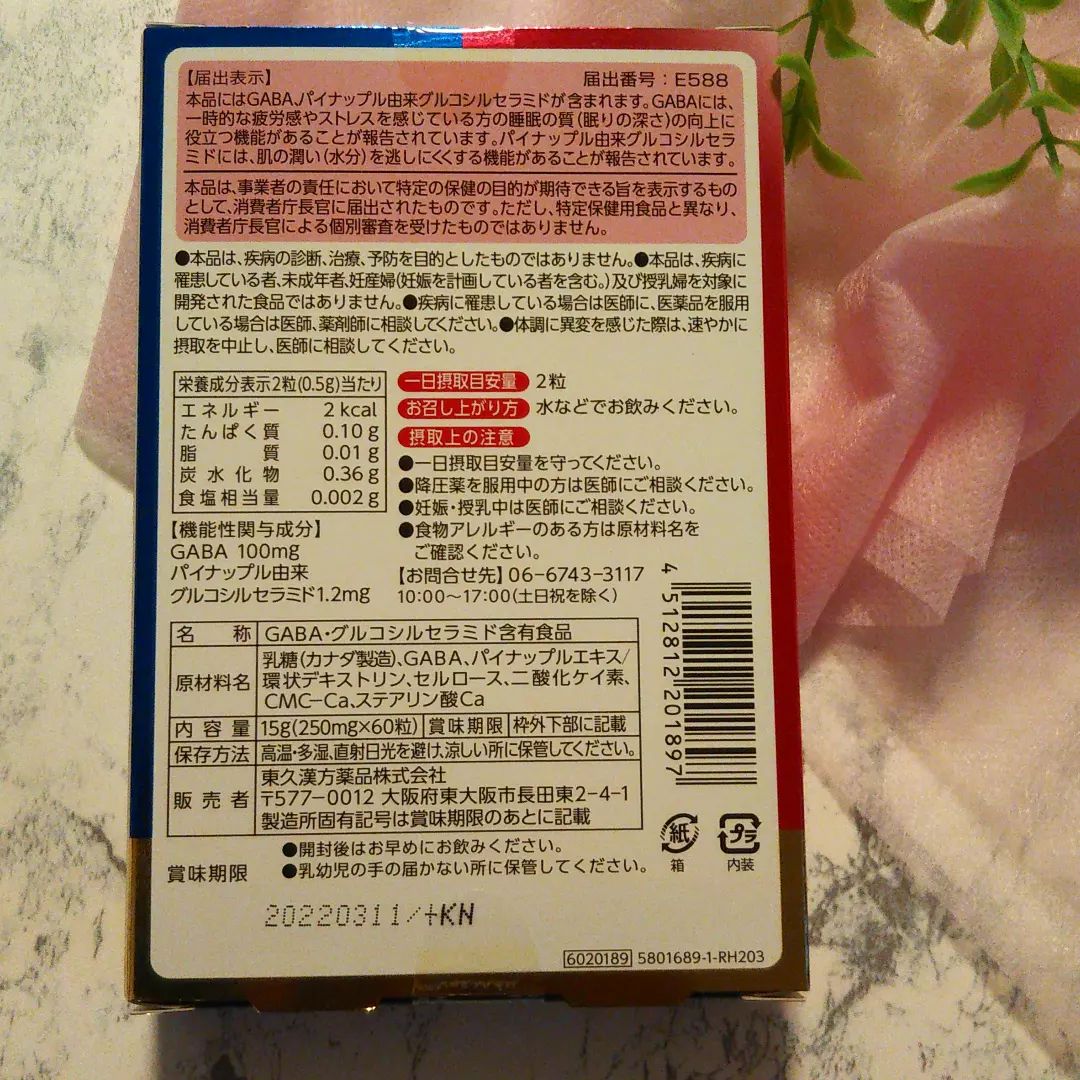 【届出表示】 届出番号：E588
本品にはGABA、パイナップル由来グルコシルセラミドが含まれます。GABAには、
一時的な疲労感やストレスを感じている方の睡眠の質（眠りの深さ）の向上に
役立つ機能があることが報告されています。パイナップル由来グルコシルセラ
ミドには、肌の潤い（水分）を逃しにくくする機能があることが報告されています。
本品は、事業者の責任において特定の保健の目的が期待できる旨を表示するもの
として、消費者庁長官に届出されたものです。ただし、特定保健用食品と異なり、
消費者庁長官による個別審査を受けたものではありません。
●本品は、疾病の診断、治療、予防を目的としたものではありません。●本品は、疾病に
罹患している者、未成年者、妊産婦（妊娠を計画している者を含む。）及び授乳婦を対象に
開発された食品ではありません。●疾病に罹患している場合は医師に、医薬品を服用
している場合は医師、薬剤師に相談してください。●体調に異変を感じた際は、速やかに
摂取を中止し、医師に相談してください。
栄養成分表示2粒(0.5g)当たり
エネルギー 2 kcal
たんぱく質 0.10 g
脂質 0.01 g
炭水化物 0.36 g
食塩相当量 0.002 g
【機能性関与成分】
GABA 100mg
パイナップル由来
グルコシルセラミド1.2mg
一日摂取目安量 2粒
お召し上がり方 水などでお飲みください。
摂取上の注意
●一日摂取目安量を守ってください。
●降圧薬を服用中の方は医師にご相談ください。
●妊娠・授乳中は医師にご相談ください。
●食物アレルギーのある方は原材料名を
ご確認ください。
【お問合せ先】06-6743-3117
10:00〜17:00（土日祝を除く）
4512812201897
名称 GABA・グルコシルセラミド含有食品
原材料名 乳糖（カナダ製造）、GABA、パイナップルエキス/
環状デキストリン、セルロース、二酸化ケイ素、
CMC-Ca、ステアリン酸Ca
内容量 15g(250mg×60粒) 賞味期限 枠外下部に記載
保存方法 高温・多湿、直射日光を避け、涼しい所に保管してください。
販売者 東久漢方薬品株式会社
〒577-0012 大阪府東大阪市長田東2-4-1
製造所固有記号は賞味期限のあとに記載
紙
箱
プラ
内装
●開封後はお早めにお飲みください。
●乳幼児の手の届かない所に保管してください。
賞味期限
20220311/+KN
6020189 5801689-1-RH203